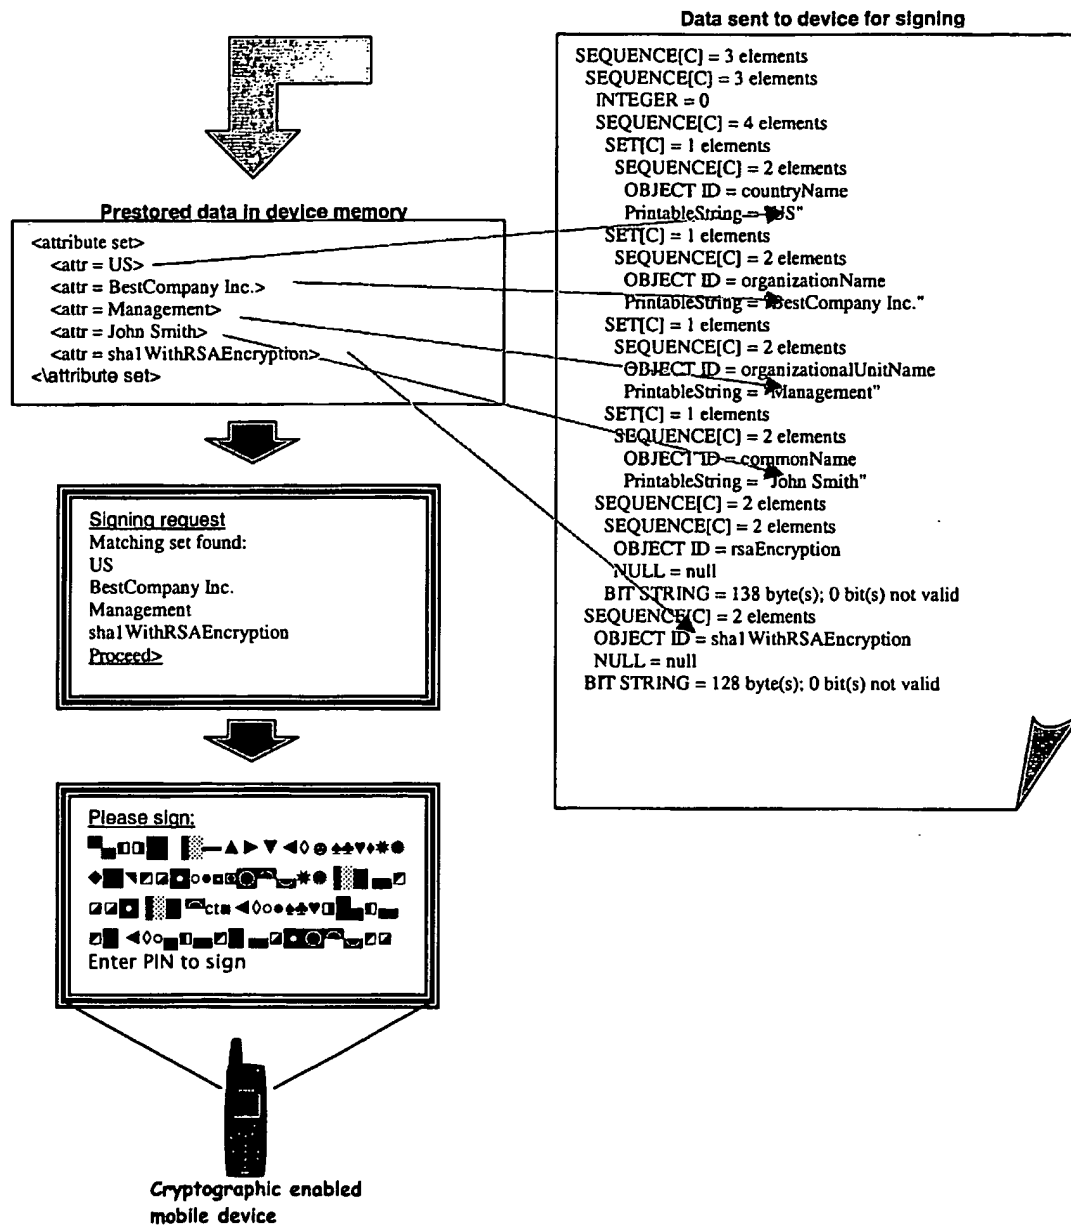 Data sent to device for signing
SEQUENCE[C] = 3 elements
SEQUENCE[C] = 3 elements
INTEGER = 0
SEQUENCE[C] = 4 elements
SET[C] = 1 elements
SEQUENCE[C] = 2 elements
OBJECT ID = countryName
PrintableString = "US"
SET[C] = 1 elements
SEQUENCE[C] = 2 elements
OBJECT ID = organizationName
PrintableString = "BestCompany Inc."
SET[C] = 1 elements
SEQUENCE[C] = 2 elements
OBJECT ID = organizationalUnitName
PrintableString = "Management"
SET[C] = 1 elements
SEQUENCE[C] = 2 elements
OBJECT ID = commonName
PrintableString = "John Smith"
SEQUENCE[C] = 2 elements
SEQUENCE[C] = 2 elements
OBJECT ID = rsaEncryption
NULL = null
BIT STRING = 138 byte(s); 0 bit(s) not valid
SEQUENCE[C] = 2 elements
OBJECT ID = sha1WithRSAEncryption
NULL = null
BIT STRING = 128 byte(s); 0 bit(s) not valid
Prestored data in device memory
<attribute set>
<attr = US>
<attr = BestCompany Inc.>
<attr = Management>
<attr = John Smith>
<attr = sha1WithRSAEncryption>
<\attribute set>
Signing request
Matching set found:
US
BestCompany Inc.
Management
sha1WithRSAEncryption
Proceed>
Please sign:
ct
Enter PIN to sign
Cryptographic enabled
mobile device